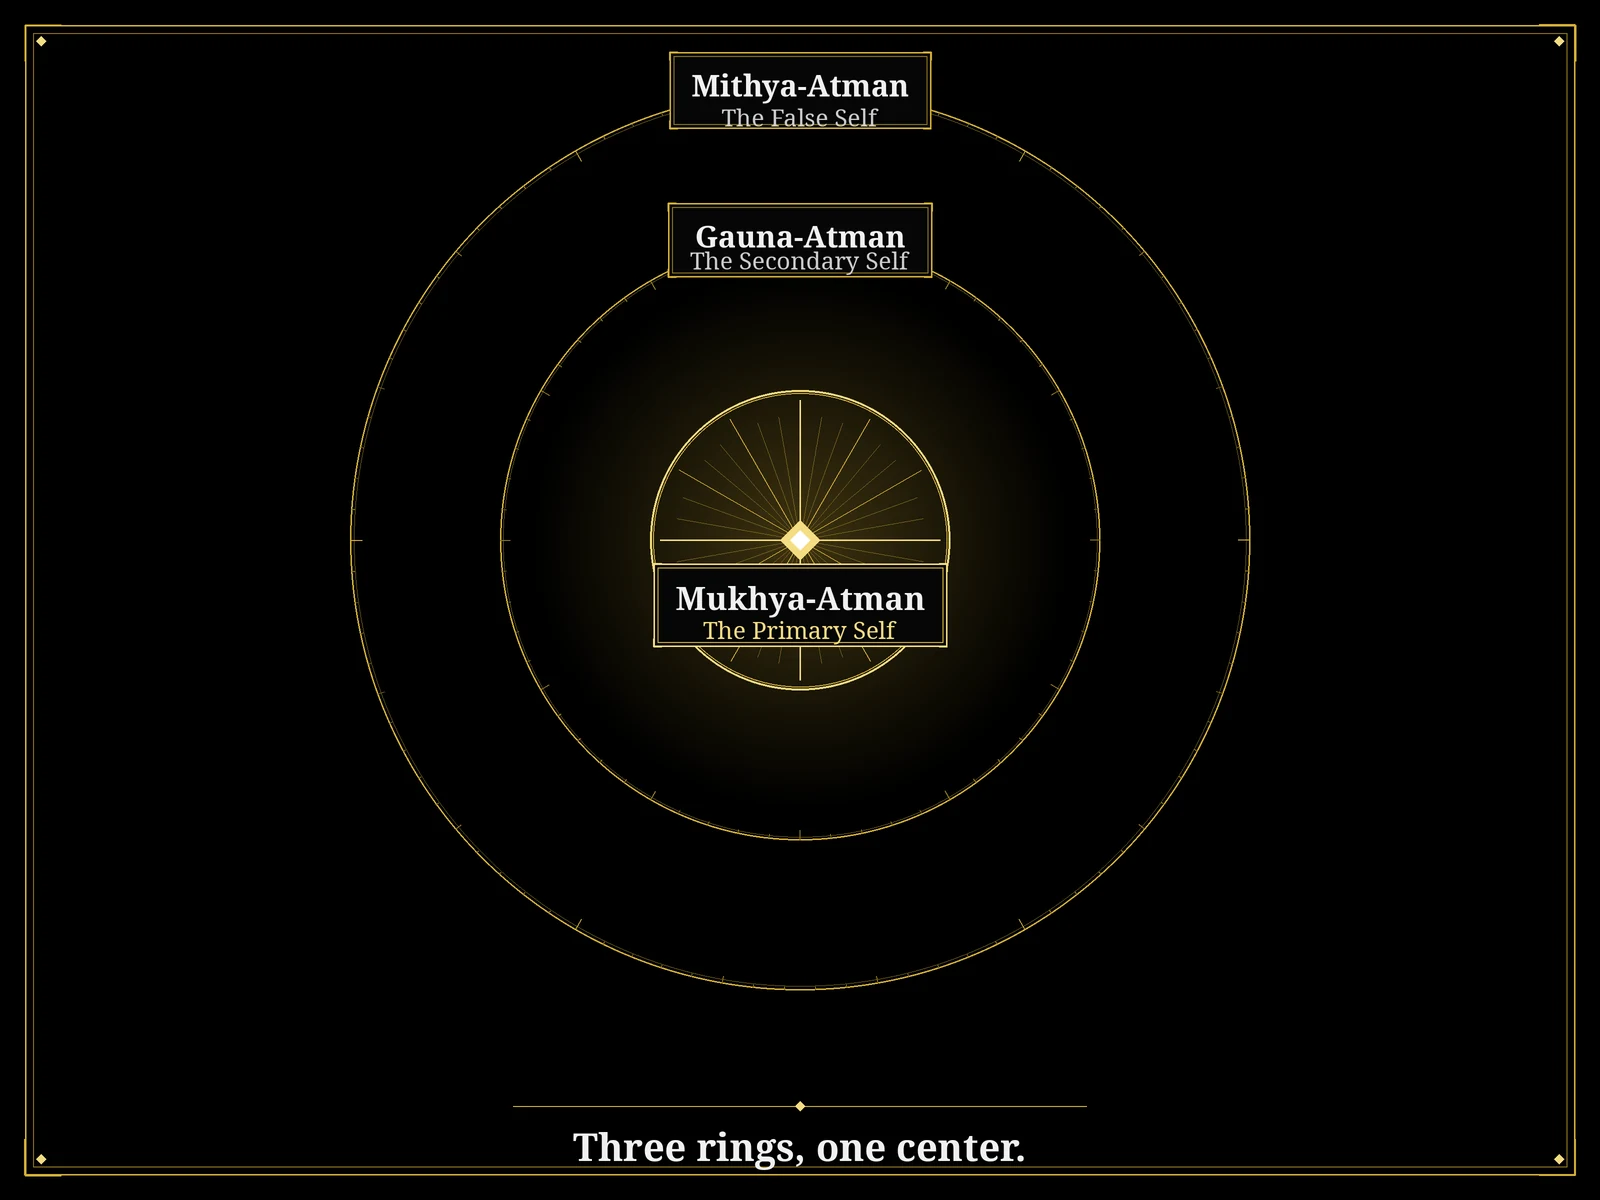 Mithya-Atman
The False Self
Gauna-Atman
The Secondary Self
Mukhya-Atman
The Primary Self
Three rings, one center.